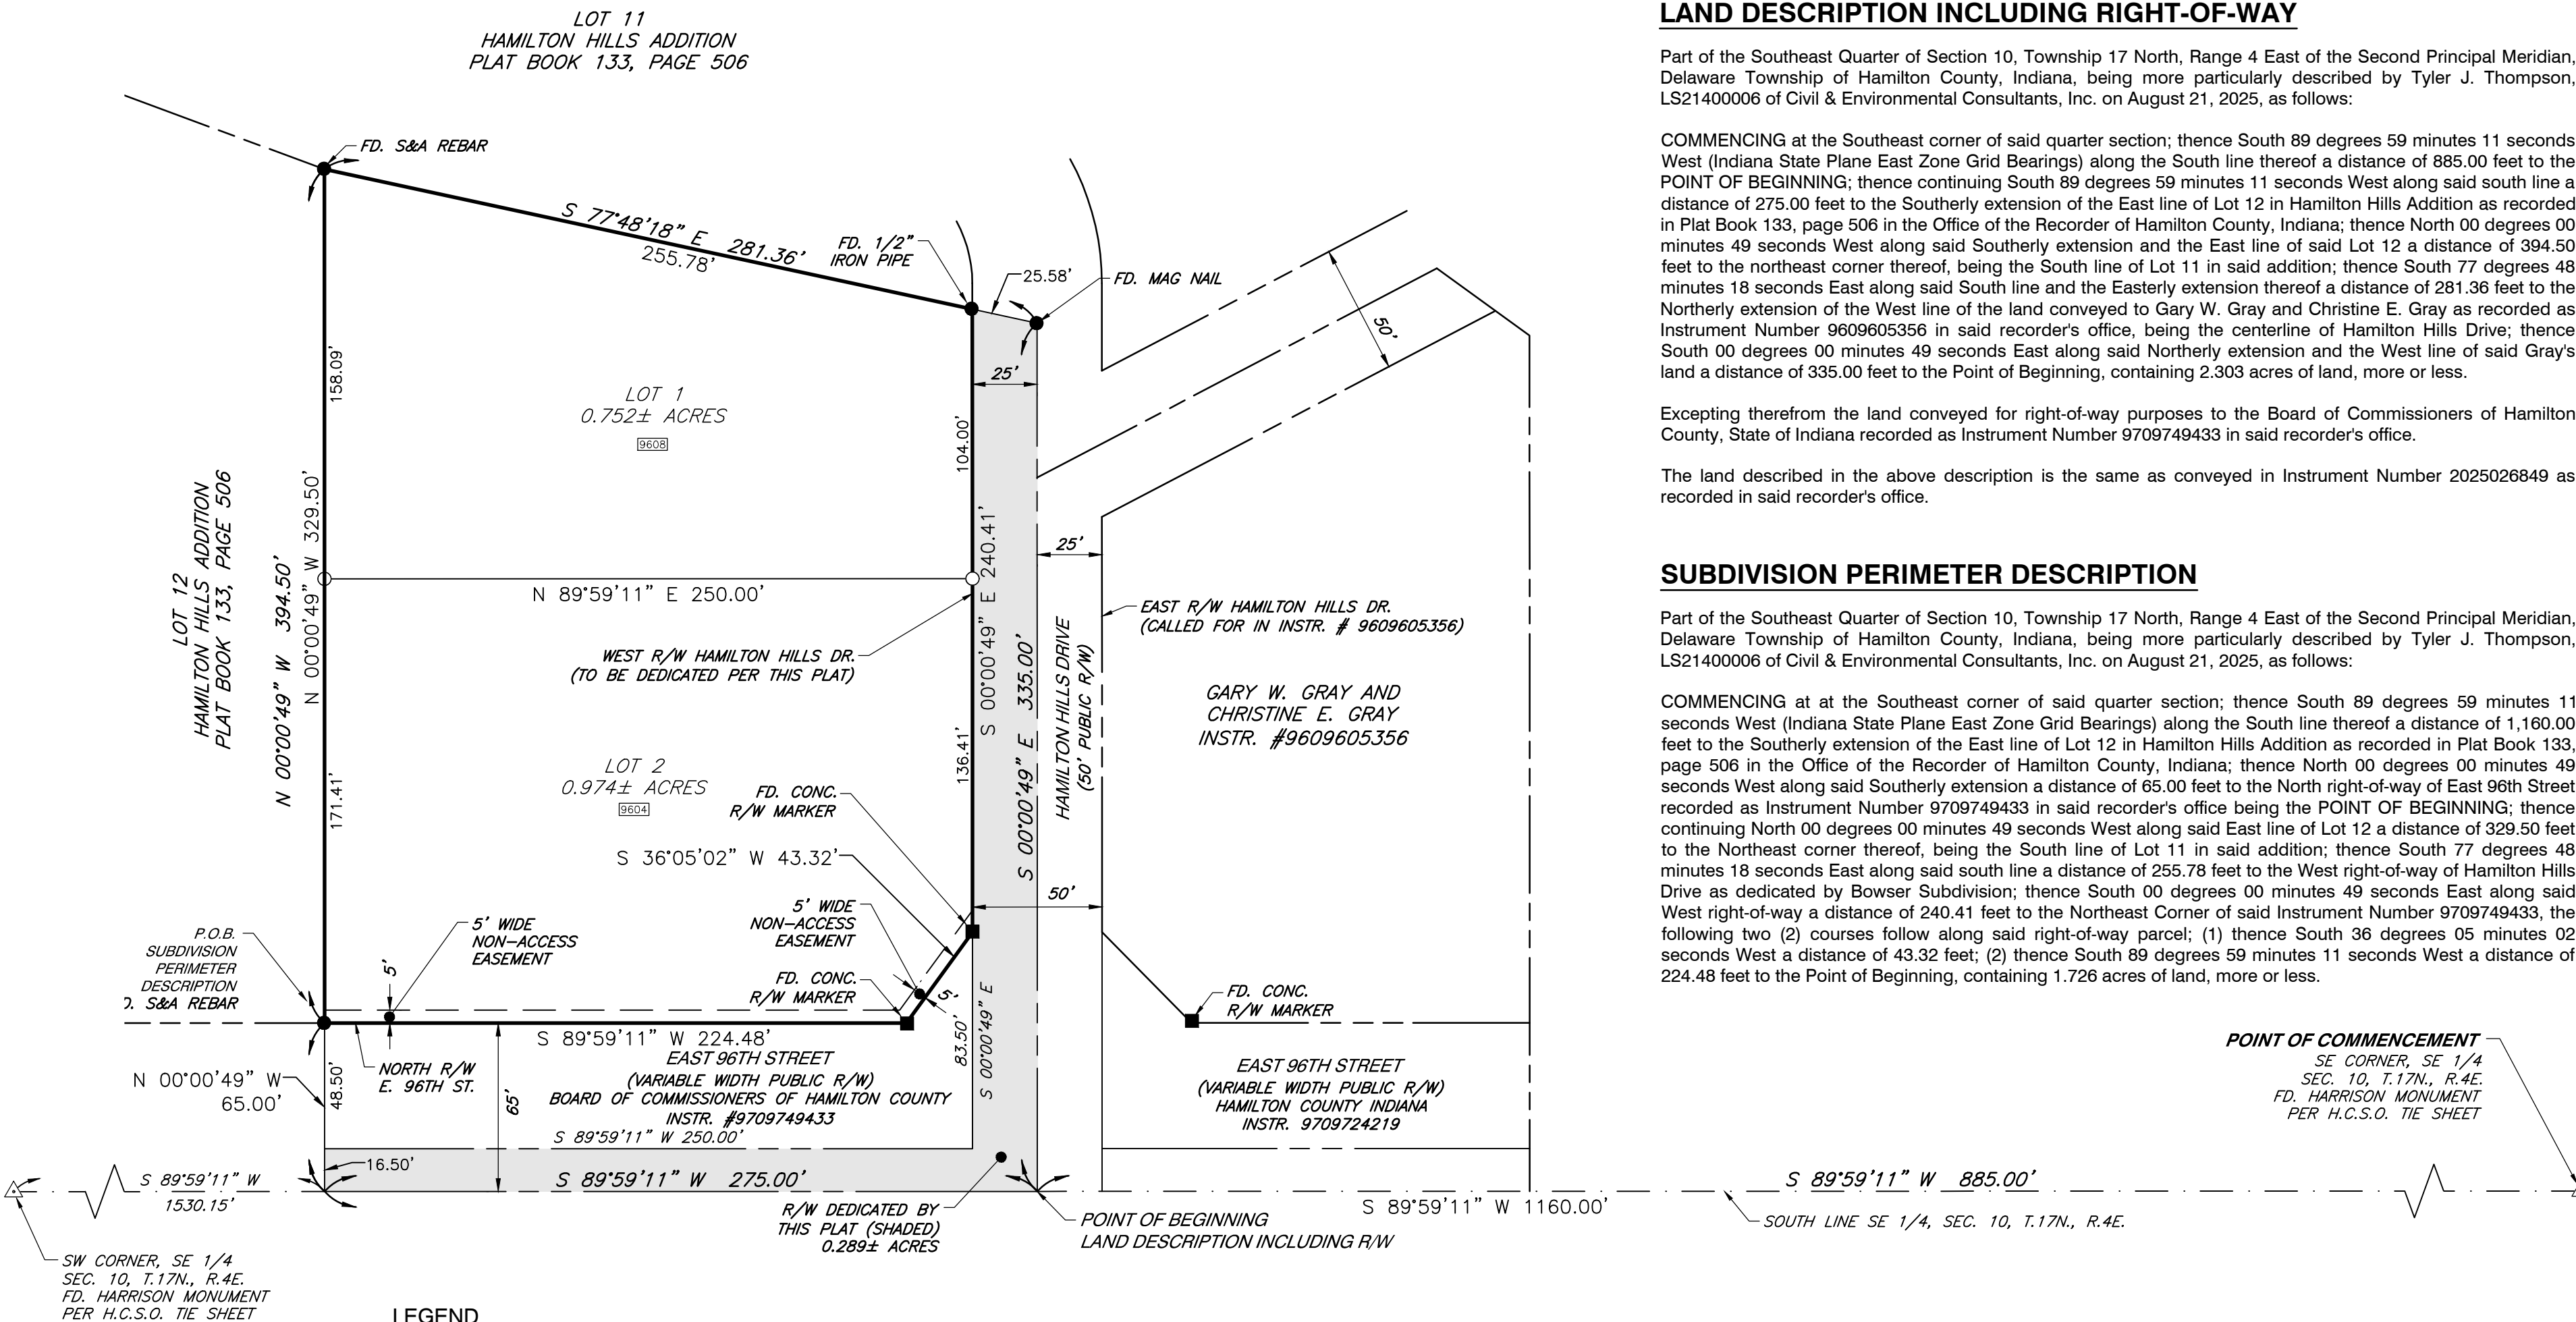 LOT 11
HAMILTON HILLS ADDITION
PLAT BOOK 133, PAGE 506
FD. S&A REBAR
S 77°48'18" E 281.36'
255.78'
FD. 1/2"
IRON PIPE
25.58'
FD. MAG NAIL
50'
25'
158.09'
LOT 1
0.752± ACRES
9608
104.00'
LOT 12
HAMILTON HILLS ADDITION
PLAT BOOK 133, PAGE 506
N 00°00'49" W 394.50'
N 00°00'49" W 329.50'
N 89°59'11" E 250.00'
S 00°00'49" E 240.41'
25'
WEST R/W HAMILTON HILLS DR.
(TO BE DEDICATED PER THIS PLAT)
S 00°00'49" E 335.00'
HAMILTON HILLS DRIVE
(50' PUBLIC R/W)
EAST R/W HAMILTON HILLS DR.
(CALLED FOR IN INSTR. # 9609605356)
GARY W. GRAY AND
CHRISTINE E. GRAY
INSTR. #9609605356
171.41'
LOT 2
0.974± ACRES
9604
136.41'
FD. CONC.
R/W MARKER
S 36°05'02" W 43.32'
50'
5' WIDE
NON-ACCESS
EASEMENT
5' WIDE
NON-ACCESS
EASEMENT
P.O.B.
SUBDIVISION
PERIMETER
DESCRIPTION
. S&A REBAR
5'
FD. CONC.
R/W MARKER
5'
FD. CONC.
R/W MARKER
S 89°59'11" W 224.48'
83.50'
S 00°00'49" E
NORTH R/W
E. 96TH ST.
N 00°00'49" W
65.00'
48.50'
65'
EAST 96TH STREET
(VARIABLE WIDTH PUBLIC R/W)
BOARD OF COMMISSIONERS OF HAMILTON COUNTY
INSTR. #9709749433
S 89°59'11" W 250.00'
EAST 96TH STREET
(VARIABLE WIDTH PUBLIC R/W)
HAMILTON COUNTY INDIANA
INSTR. 9709724219
16.50'
S 89°59'11" W
1530.15'
S 89°59'11" W 275.00'
R/W DEDICATED BY
THIS PLAT (SHADED)
0.289± ACRES
POINT OF BEGINNING
LAND DESCRIPTION INCLUDING R/W
S 89°59'11" W 1160.00'
S 89°59'11" W 885.00'
SOUTH LINE SE 1/4, SEC. 10, T.17N., R.4E.
POINT OF COMMENCEMENT
SE CORNER, SE 1/4
SEC. 10, T.17N., R.4E.
FD. HARRISON MONUMENT
PER H.C.S.O. TIE SHEET
SW CORNER, SE 1/4
SEC. 10, T.17N., R.4E.
FD. HARRISON MONUMENT
PER H.C.S.O. TIE SHEET
LEGEND
LAND DESCRIPTION INCLUDING RIGHT-OF-WAY
Part of the Southeast Quarter of Section 10, Township 17 North, Range 4 East of the Second Principal Meridian,
Delaware Township of Hamilton County, Indiana, being more particularly described by Tyler J. Thompson,
LS21400006 of Civil & Environmental Consultants, Inc. on August 21, 2025, as follows:
COMMENCING at the Southeast corner of said quarter section; thence South 89 degrees 59 minutes 11 seconds
West (Indiana State Plane East Zone Grid Bearings) along the South line thereof a distance of 885.00 feet to the
POINT OF BEGINNING; thence continuing South 89 degrees 59 minutes 11 seconds West along said south line a
distance of 275.00 feet to the Southerly extension of the East line of Lot 12 in Hamilton Hills Addition as recorded
in Plat Book 133, page 506 in the Office of the Recorder of Hamilton County, Indiana; thence North 00 degrees 00
minutes 49 seconds West along said Southerly extension and the East line of said Lot 12 a distance of 394.50
feet to the northeast corner thereof, being the South line of Lot 11 in said addition; thence South 77 degrees 48
minutes 18 seconds East along said South line and the Easterly extension thereof a distance of 281.36 feet to the
Northerly extension of the West line of the land conveyed to Gary W. Gray and Christine E. Gray as recorded as
Instrument Number 9609605356 in said recorder's office, being the centerline of Hamilton Hills Drive; thence
South 00 degrees 00 minutes 49 seconds East along said Northerly extension and the West line of said Gray's
land a distance of 335.00 feet to the Point of Beginning, containing 2.303 acres of land, more or less.
Excepting therefrom the land conveyed for right-of-way purposes to the Board of Commissioners of Hamilton
County, State of Indiana recorded as Instrument Number 9709749433 in said recorder's office.
The land described in the above description is the same as conveyed in Instrument Number 2025026849 as
recorded in said recorder's office.
SUBDIVISION PERIMETER DESCRIPTION
Part of the Southeast Quarter of Section 10, Township 17 North, Range 4 East of the Second Principal Meridian,
Delaware Township of Hamilton County, Indiana, being more particularly described by Tyler J. Thompson,
LS21400006 of Civil & Environmental Consultants, Inc. on August 21, 2025, as follows:
COMMENCING at at the Southeast corner of said quarter section; thence South 89 degrees 59 minutes 11
seconds West (Indiana State Plane East Zone Grid Bearings) along the South line thereof a distance of 1,160.00
feet to the Southerly extension of the East line of Lot 12 in Hamilton Hills Addition as recorded in Plat Book 133,
page 506 in the Office of the Recorder of Hamilton County, Indiana; thence North 00 degrees 00 minutes 49
seconds West along said Southerly extension a distance of 65.00 feet to the North right-of-way of East 96th Street
recorded as Instrument Number 9709749433 in said recorder's office being the POINT OF BEGINNING; thence
continuing North 00 degrees 00 minutes 49 seconds West along said East line of Lot 12 a distance of 329.50 feet
to the Northeast corner thereof, being the South line of Lot 11 in said addition; thence South 77 degrees 48
minutes 18 seconds East along said south line a distance of 255.78 feet to the West right-of-way of Hamilton Hills
Drive as dedicated by Bowser Subdivision; thence South 00 degrees 00 minutes 49 seconds East along said
West right-of-way a distance of 240.41 feet to the Northeast Corner of said Instrument Number 9709749433, the
following two (2) courses follow along said right-of-way parcel; (1) thence South 36 degrees 05 minutes 02
seconds West a distance of 43.32 feet; (2) thence South 89 degrees 59 minutes 11 seconds West a distance of
224.48 feet to the Point of Beginning, containing 1.726 acres of land, more or less.